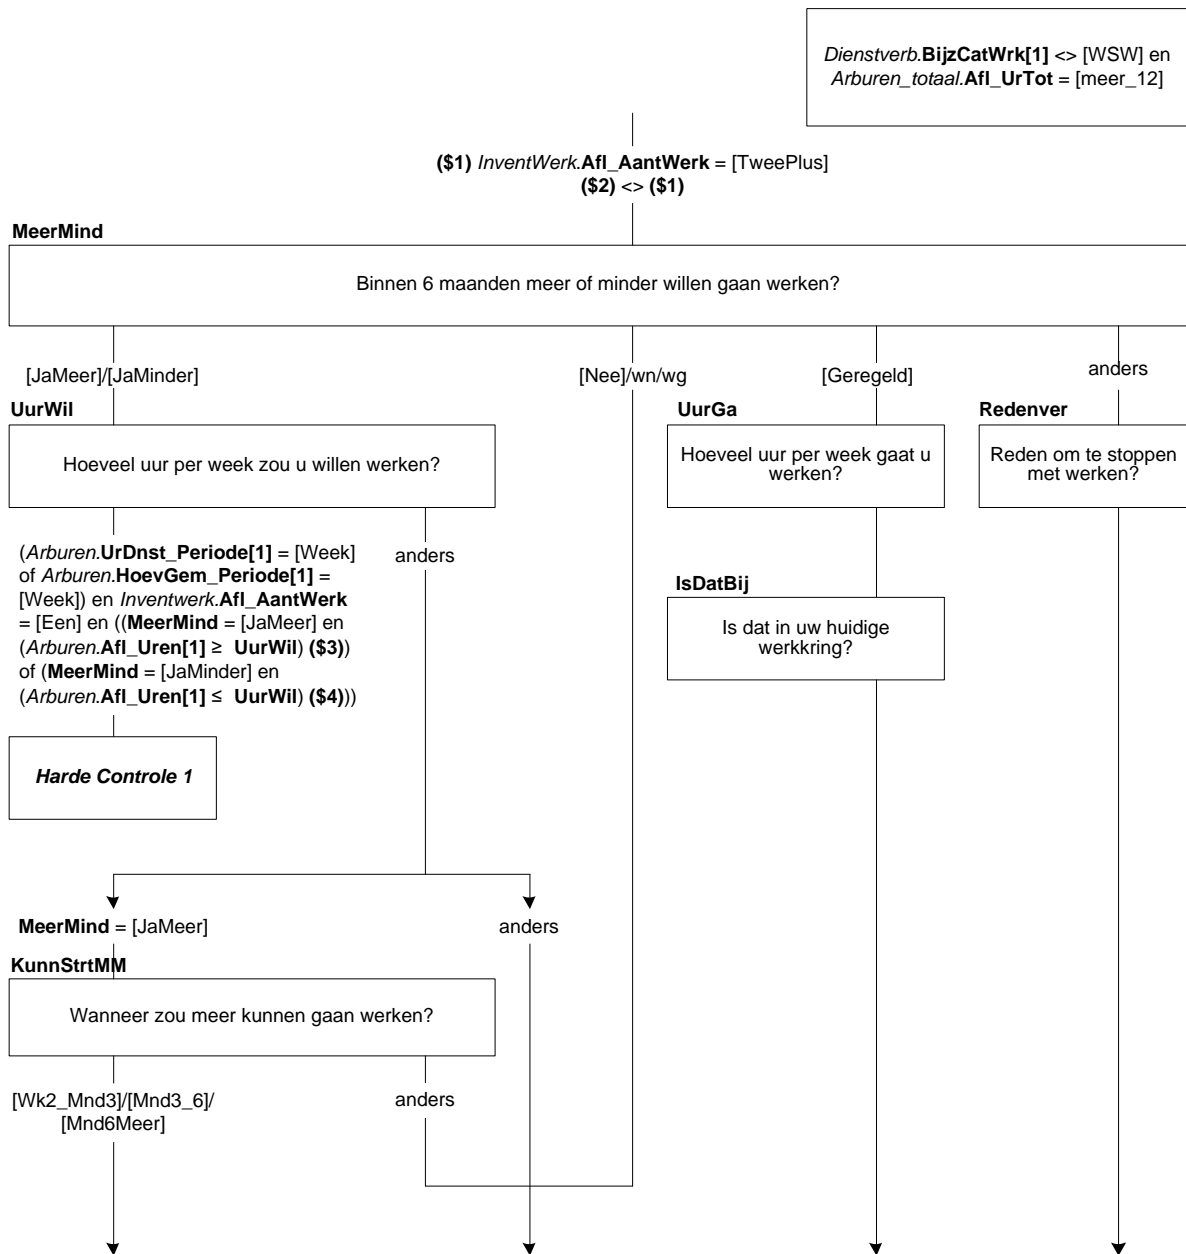 Dienstverb.BijzCatWrk[1] <> [WSW] en
Arburen_totaal.Afl_UrTot = [meer_12]
($1) InventWerk.Afl_AantWerk = [TweePlus]
($2) <> ($1)
MeerMind
Binnen 6 maanden meer of minder willen gaan werken?
[JaMeer]/[JaMinder]
[Nee]/wn/wg
[Geregeld]
anders
UurWil
Hoeveel uur per week zou u willen werken?
UurGa
Hoeveel uur per week gaat u
werken?
Redenver
Reden om te stoppen
met werken?
(Arburen.UrDnst_Periode[1] = [Week]
of Arburen.HoevGem_Periode[1] =
[Week]) en Inventwerk.Afl_AantWerk
= [Een] en ((MeerMind = [JaMeer] en
(Arburen.Afl_Uren[1] ≥ UurWil) ($3))
of (MeerMind = [JaMinder] en
(Arburen.Afl_Uren[1] ≤ UurWil) ($4)))
anders
IsDatBij
Is dat in uw huidige
werkkring?
Harde Controle 1
MeerMind = [JaMeer]
anders
KunnStrtMM
Wanneer zou meer kunnen gaan werken?
[Wk2_Mnd3]/[Mnd3_6]/
[Mnd6Meer]
anders